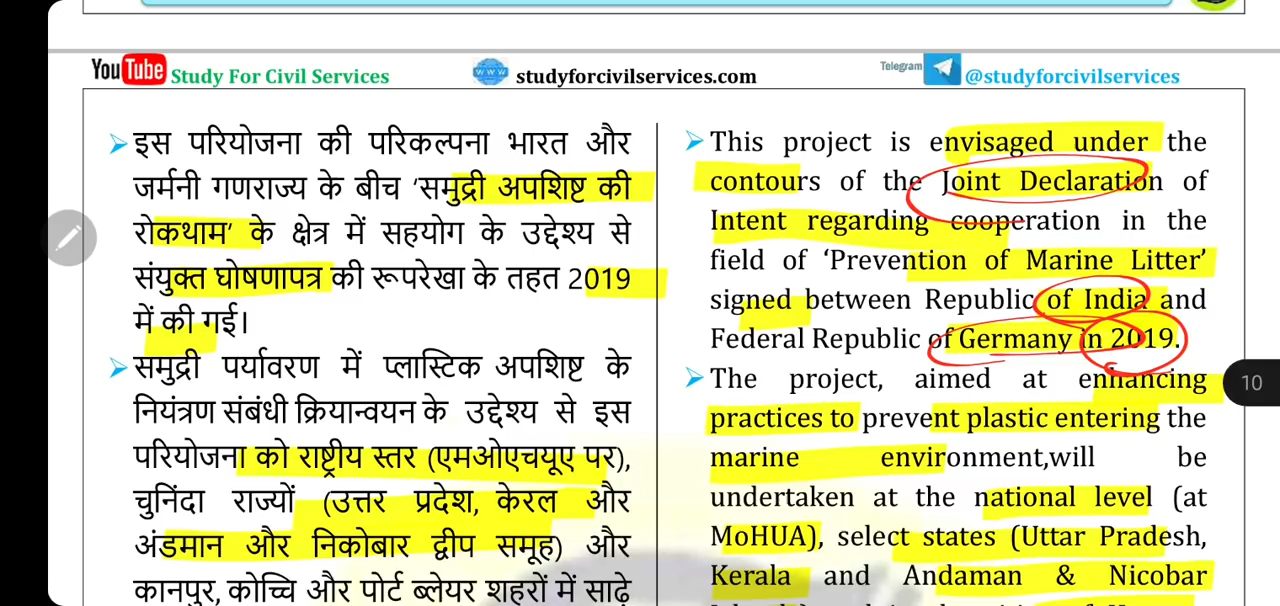 YouTube Study For Civil Services
www studyforcivilservices.com
Telegram @studyforcivilservices
इस परियोजना की परिकल्पना भारत और
जर्मनी गणराज्य के बीच 'समुद्री अपशिष्ट की
रोकथाम' के क्षेत्र में सहयोग के उद्देश्य से
संयुक्त घोषणापत्र की रूपरेखा के तहत 2019
में की गई।
समुद्री पर्यावरण में प्लास्टिक अपशिष्ट के
नियंत्रण संबंधी क्रियान्वयन के उद्देश्य से इस
परियोजना को राष्ट्रीय स्तर (एमओएचयूए पर),
चुनिंदा राज्यों (उत्तर प्रदेश, केरल और
अंडमान और निकोबार द्वीप समूह) और
कानपुर, कोच्चि और पोर्ट ब्लेयर शहरों में साढ़े
This project is envisaged under the
contours of the Joint Declaration of
Intent regarding cooperation in the
field of ‘Prevention of Marine Litter’
signed between Republic of India and
Federal Republic of Germany in 2019.
The project, aimed at enhancing
practices to prevent plastic entering the
marine environment,will be
undertaken at the national level (at
MoHUA), select states (Uttar Pradesh,
Kerala and Andaman & Nicobar
10